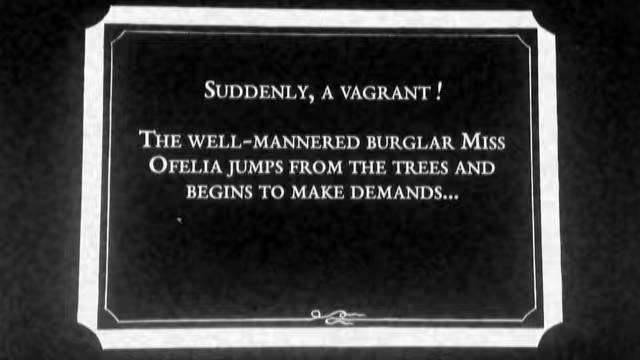 Suddenly, a vagrant!
The well-mannered burglar Miss
Ofelia jumps from the trees and
begins to make demands...